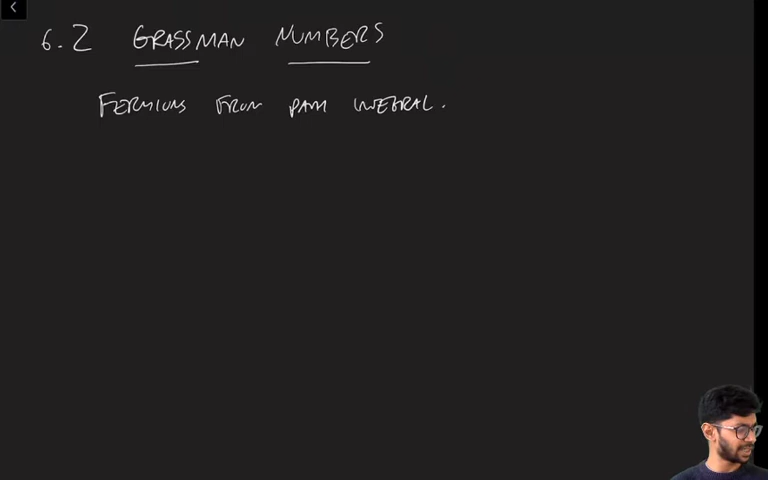 6.2 GRASSMAN NUMBERS
FERMIONS FROM PATH INTEGRAL.